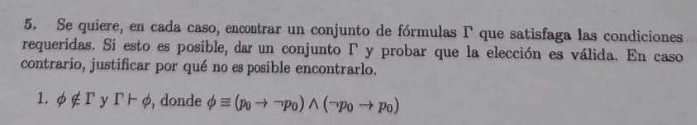 5. Se quiere, en cada caso, encontrar un conjunto de fórmulas Γ que satisfaga las condiciones
requeridas. Si esto es posible, dar un conjunto Γ y probar que la elección es válida. En caso
contrario, justificar por qué no es posible encontrarlo.
1. ϕ ∉ Γ y Γ ⊢ ϕ, donde ϕ ≡ (p₀ → ¬p₀) ∧ (¬p₀ → p₀)